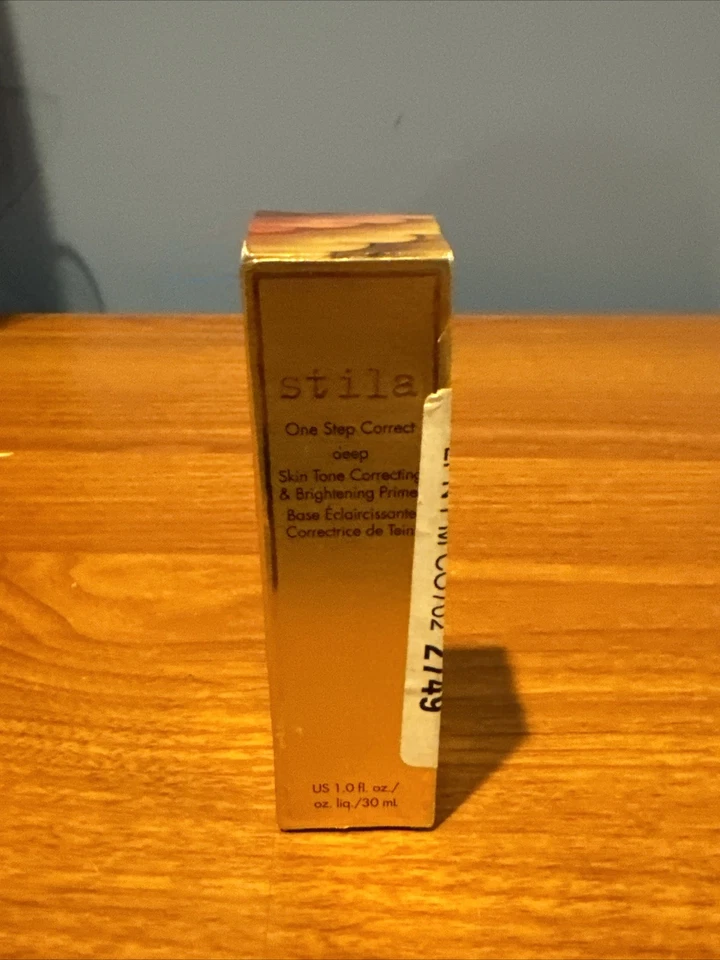 stila
One Step Correct
deep
Skin Tone Correcting
& Brightening Prime
Base Éclaircissante
Correctrice de Tein
US 1.0 fl. oz./
oz. liq./30 mL
2749